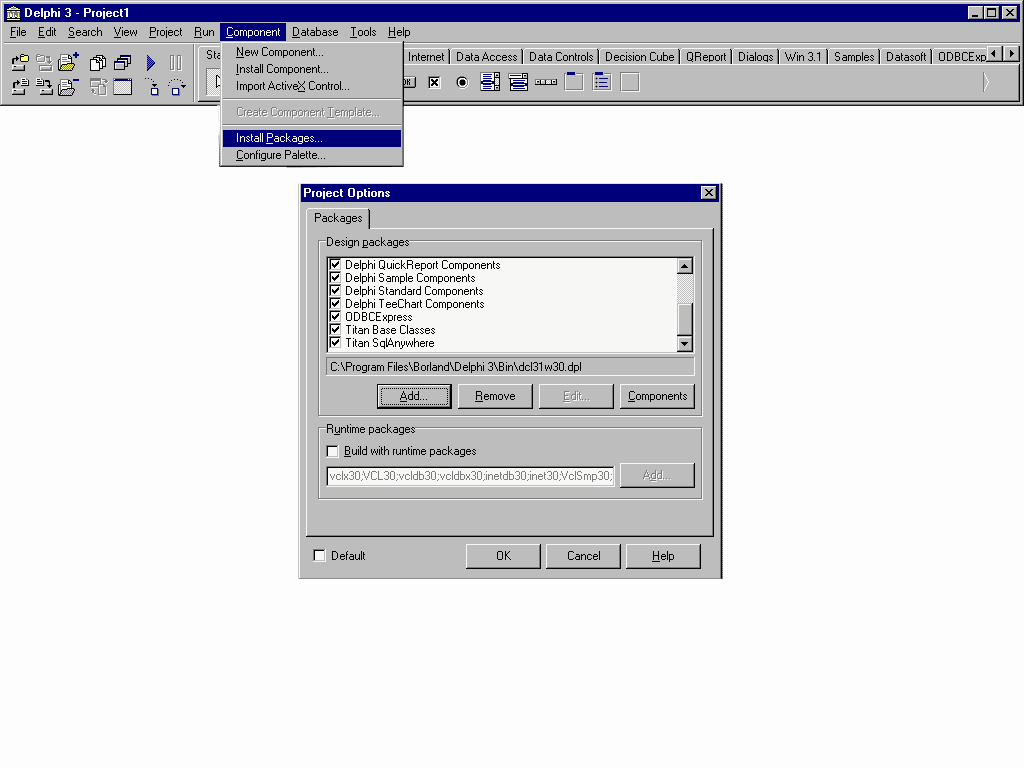 Delphi 3 - Project1
File Edit Search View Project Run Component Database Tools Help
Sta Internet Data Access Data Controls Decision Cube QReport Dialogs Win 3.1 Samples Datasoft ODBCExp
New Component...
Install Component...
Import ActiveX Control...
Create Component Template...
Install Packages...
Configure Palette...
Project Options
Packages
Design packages
Delphi QuickReport Components
Delphi Sample Components
Delphi Standard Components
Delphi TeeChart Components
ODBCExpress
Titan Base Classes
Titan SqlAnywhere
C:\Program Files\Borland\Delphi 3\Bin\dcl31w30.dpl
Add... Remove Edit... Components
Runtime packages
Build with runtime packages
vclx30;VCL30;vcldb30;vcldbx30;inetdb30;inet30;VclSmp30; Add...
Default OK Cancel Help